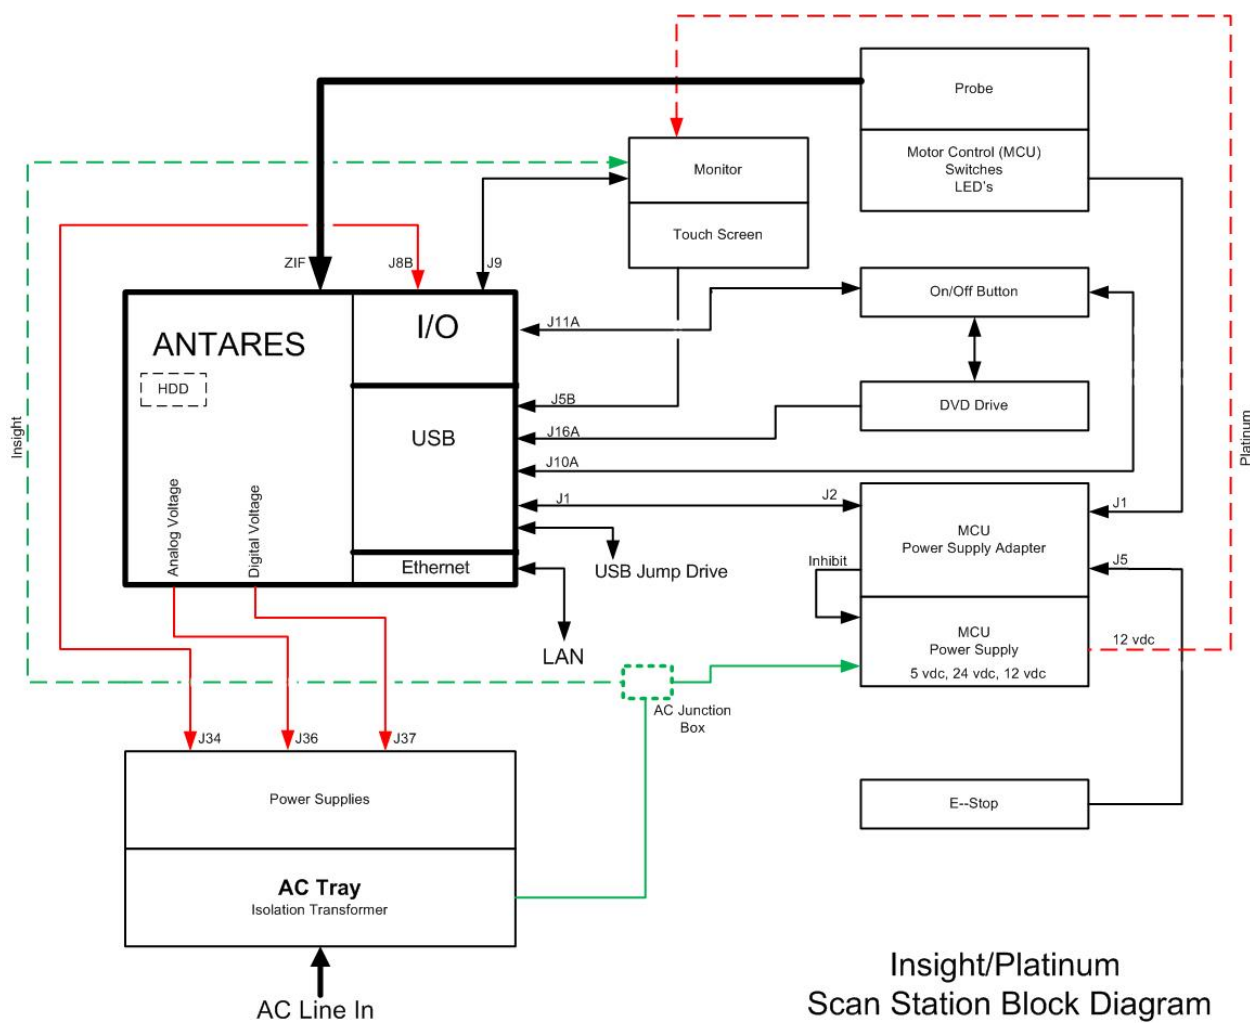 Probe
Motor Control (MCU)
Switches
LED's
Monitor
Touch Screen
ZIF
J8B
J9
On/Off Button
I/O
J11A
ANTARES
HDD
J5B
DVD Drive
Insight
USB
J16A
Platinum
J10A
Analog Voltage
Digital Voltage
J1
J2
J1
MCU
Power Supply Adapter
Inhibit
J5
Ethernet
USB Jump Drive
MCU
Power Supply
5 vdc, 24 vdc, 12 vdc
12 vdc
LAN
AC Junction
Box
J34
J36
J37
Power Supplies
E--Stop
AC Tray
Isolation Transformer
AC Line In
Insight/Platinum
Scan Station Block Diagram